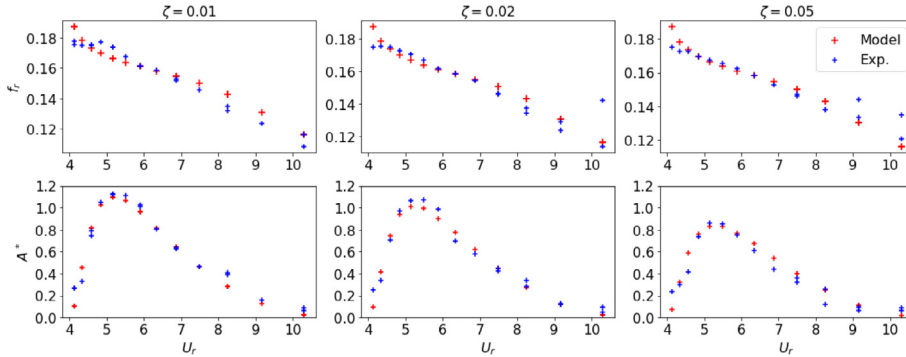 ζ = 0.01 ζ = 0.02 ζ = 0.05
0.18 0.18 0.18 + Model
+ Exp.
0.16 0.16 0.16
f_r
0.14 0.14 0.14
0.12 0.12 0.12
4 5 6 7 8 9 10 4 5 6 7 8 9 10 4 5 6 7 8 9 10
1.2 1.2 1.2
1.0 1.0 1.0
0.8 0.8 0.8
A*
0.6 0.6 0.6
0.4 0.4 0.4
0.2 0.2 0.2
0.0 0.0 0.0
4 5 6 7 8 9 10 4 5 6 7 8 9 10 4 5 6 7 8 9 10
U_r U_r U_r